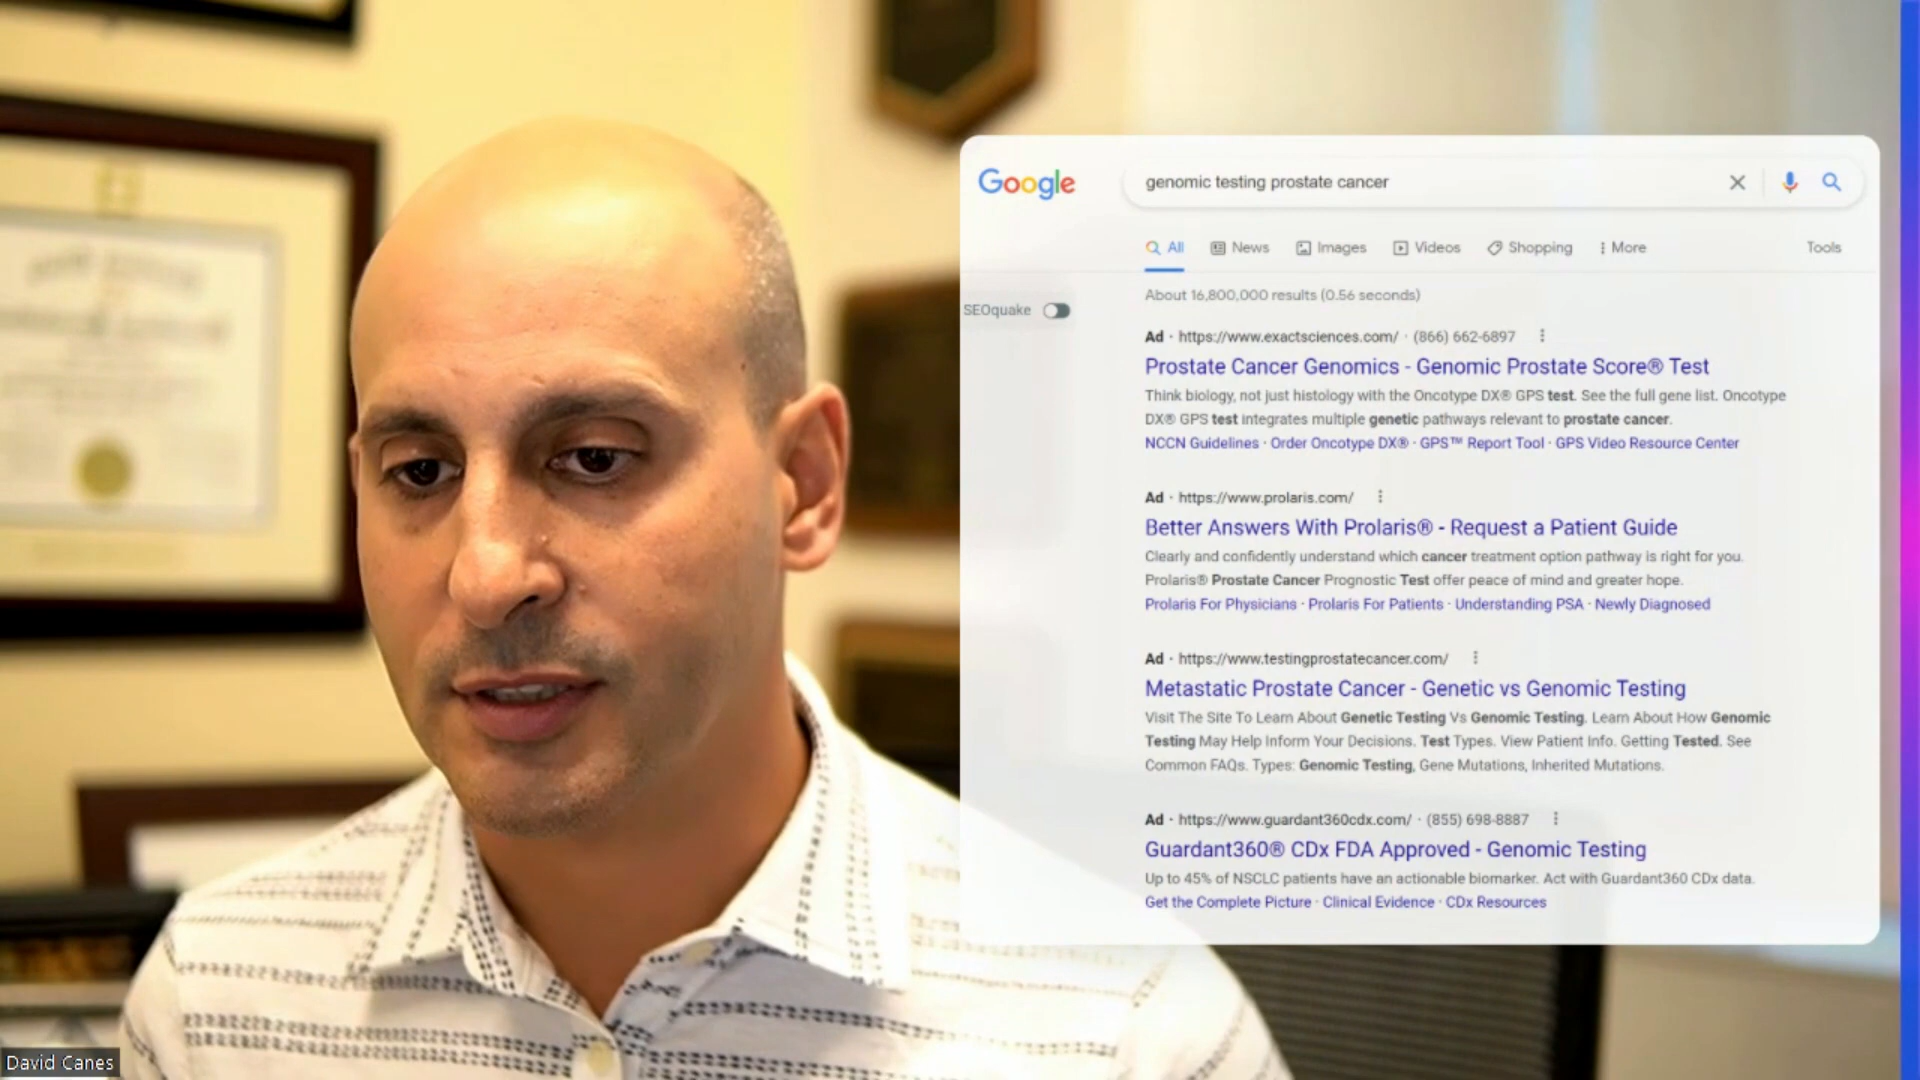 Google
genomic testing prostate cancer
All News Images Videos Shopping More Tools
About 16,800,000 results (0.56 seconds)
SEOquake
Ad · https://www.exactsciences.com/ · (866) 662-6897
Prostate Cancer Genomics - Genomic Prostate Score® Test
Think biology, not just histology with the Oncotype DX® GPS test. See the full gene list. Oncotype
DX® GPS test integrates multiple genetic pathways relevant to prostate cancer.
NCCN Guidelines · Order Oncotype DX® · GPS™ Report Tool · GPS Video Resource Center
Ad · https://www.prolaris.com/
Better Answers With Prolaris® - Request a Patient Guide
Clearly and confidently understand which cancer treatment option pathway is right for you.
Prolaris® Prostate Cancer Prognostic Test offer peace of mind and greater hope.
Prolaris For Physicians · Prolaris For Patients · Understanding PSA · Newly Diagnosed
Ad · https://www.testingprostatecancer.com/
Metastatic Prostate Cancer - Genetic vs Genomic Testing
Visit The Site To Learn About Genetic Testing Vs Genomic Testing. Learn About How Genomic
Testing May Help Inform Your Decisions. Test Types. View Patient Info. Getting Tested. See
Common FAQs. Types: Genomic Testing, Gene Mutations, Inherited Mutations.
Ad · https://www.guardant360cdx.com/ · (855) 698-8887
Guardant360® CDx FDA Approved - Genomic Testing
Up to 45% of NSCLC patients have an actionable biomarker. Act with Guardant360 CDx data.
Get the Complete Picture · Clinical Evidence · CDx Resources
David Canes